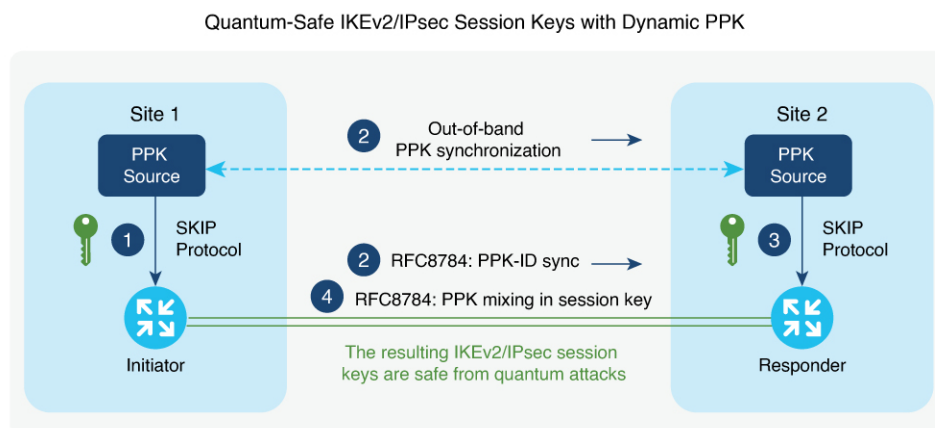 Quantum-Safe IKEv2/IPsec Session Keys with Dynamic PPK
Site 1
PPK
Source
1
SKIP
Protocol
Initiator
2
Out-of-band
PPK synchronization
2
RFC8784: PPK-ID sync
4
RFC8784: PPK mixing in session key
The resulting IKEv2/IPsec session
keys are safe from quantum attacks
Site 2
PPK
Source
3
SKIP
Protocol
Responder